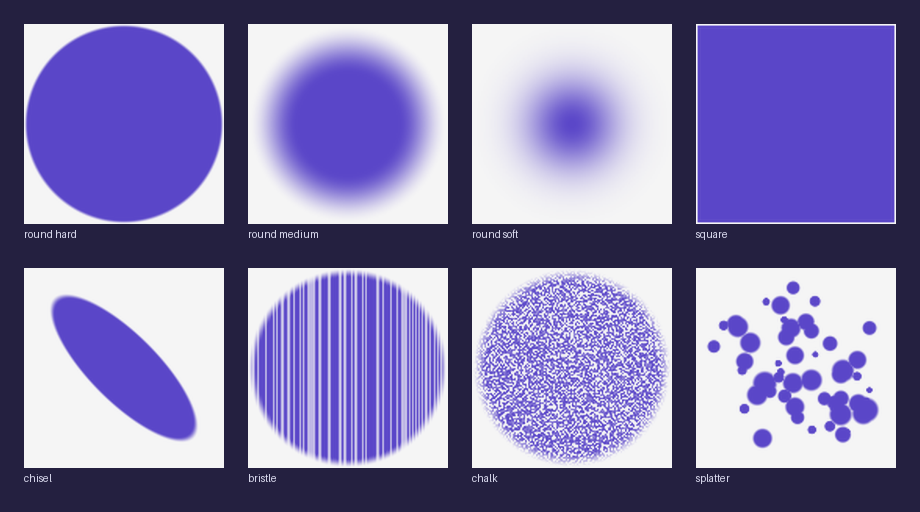 round hard
round medium
round soft
square
chisel
bristle
chalk
splatter